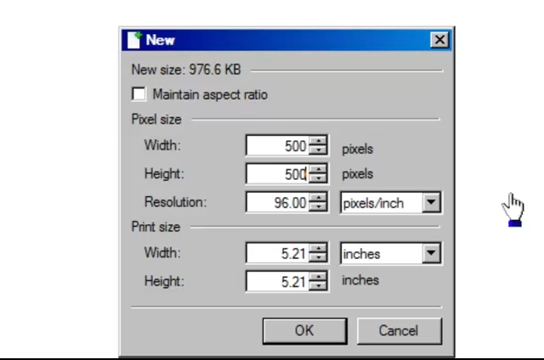 New
New size: 976.6 KB
Maintain aspect ratio
Pixel size
Width: 500 pixels
Height: 500 pixels
Resolution: 96.00 pixels/inch
Print size
Width: 5.21 inches
Height: 5.21 inches
OK Cancel